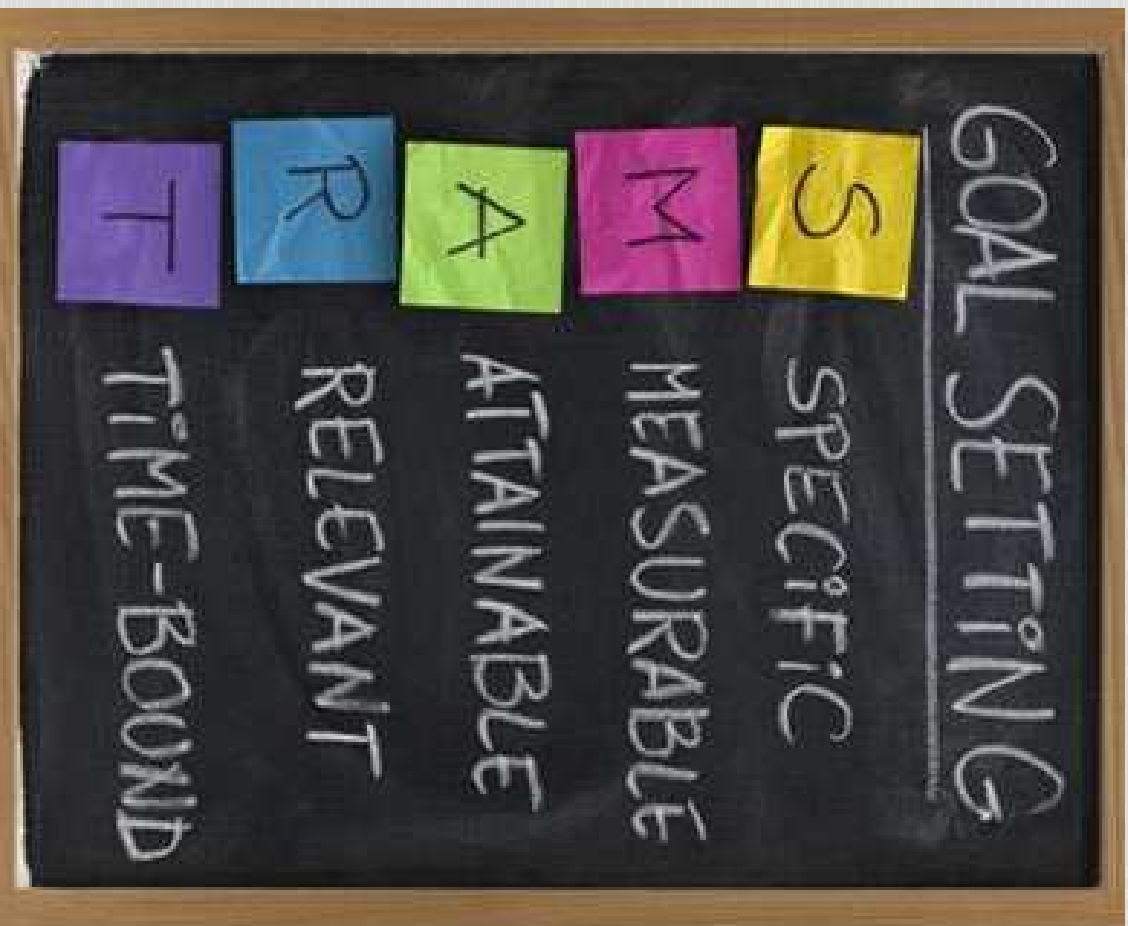 GOAL SETTiNG
S SPECiFiC
M MEASURABLE
A ATTAINABLE
R RELEVANT
T TiME-BOUND